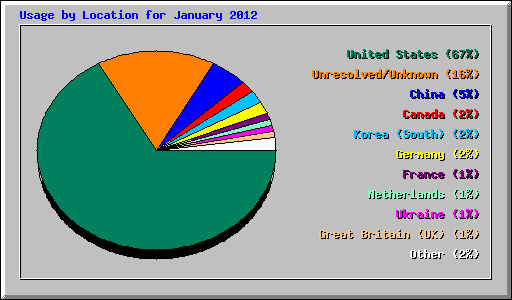 Usage by Location for January 2012
United States (67%)
Unresolved/Unknown (16%)
China (5%)
Canada (2%)
Korea (South) (2%)
Germany (2%)
France (1%)
Netherlands (1%)
Ukraine (1%)
Great Britain (UK) (1%)
Other (2%)